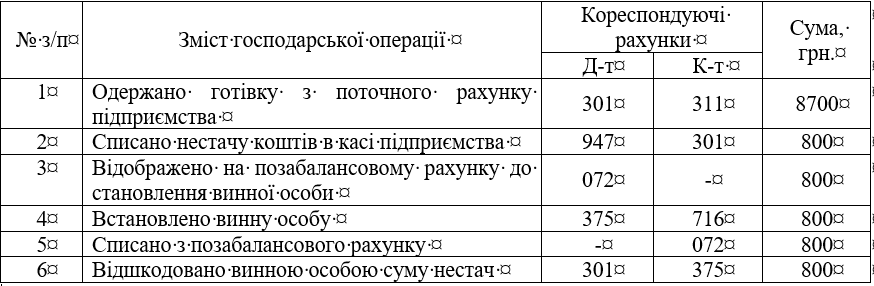 № з/п
Зміст господарської операції
Кореспондуючі
рахунки
Сума,
грн.
Д-т
К-т
1
Одержано готівку з поточного рахунку
підприємства
301
311
8700
2
Списано нестачу коштів в касі підприємства
947
301
800
3
Відображено на позабалансовому рахунку до
становлення винної особи
072
-
800
4
Встановлено винну особу
375
716
800
5
Списано з позабалансового рахунку
-
072
800
6
Відшкодовано винною особою суму нестач
301
375
800